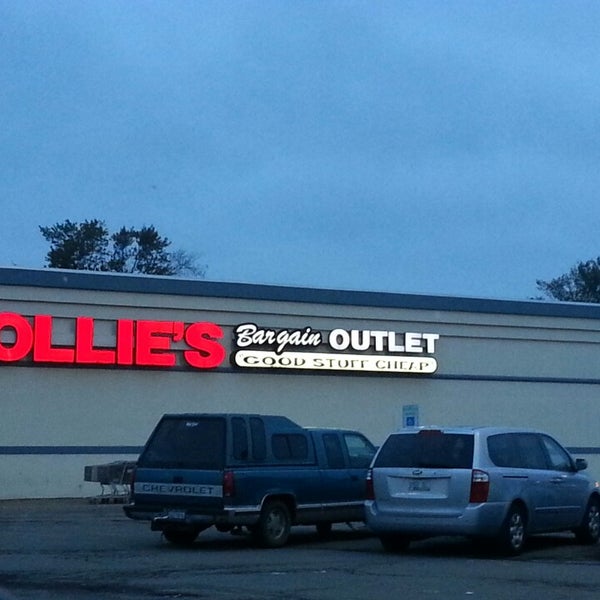 OLLIE'S Bargain OUTLET
GOOD STUFF CHEAP
CHEVROLET